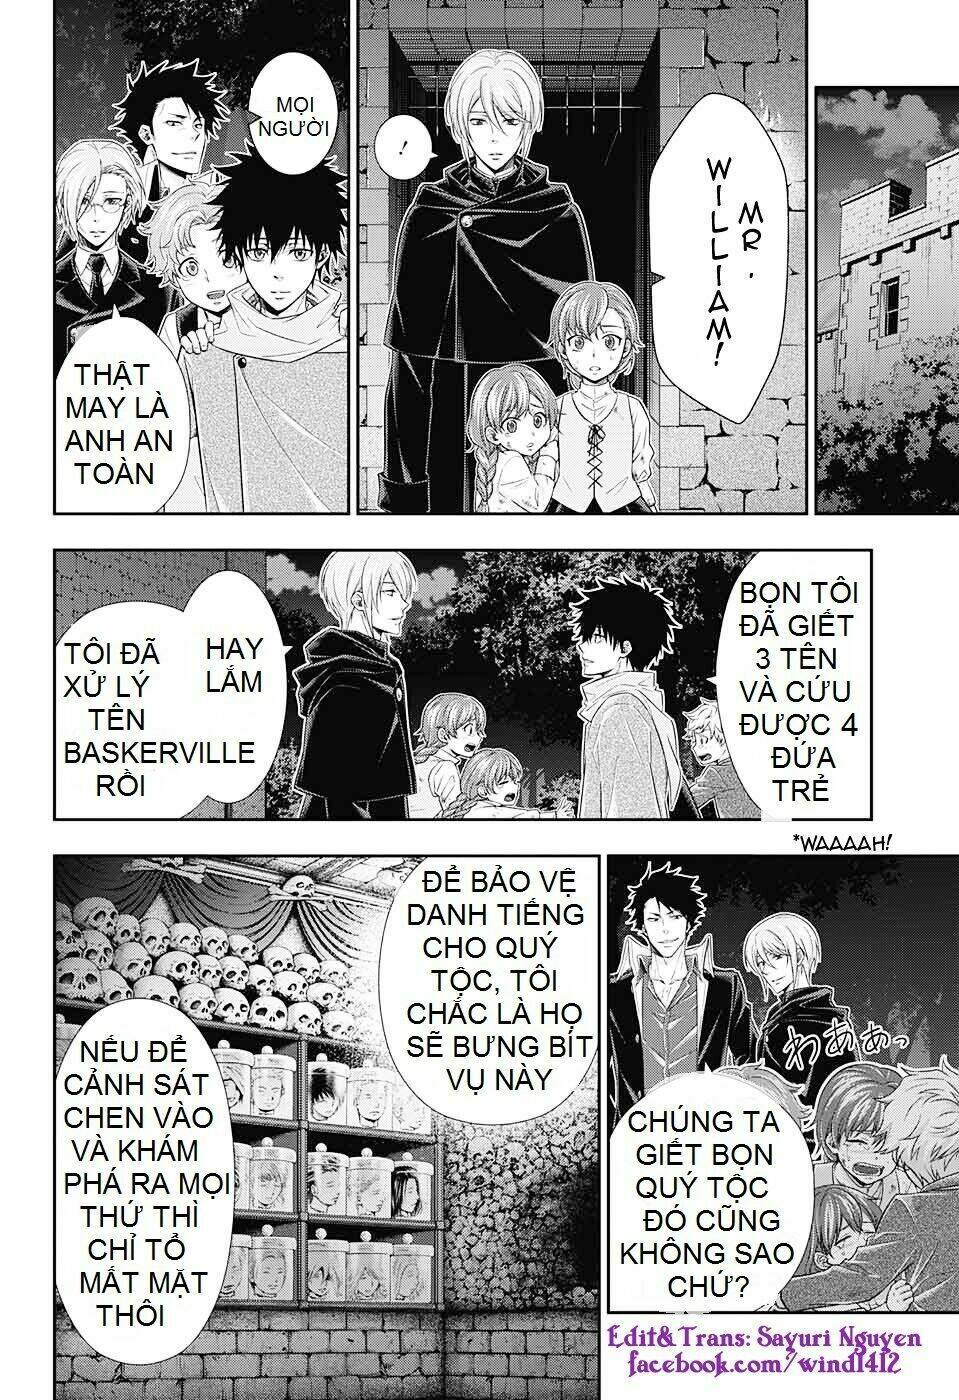 MR.
WILLIAM!
!
MỌI
NGƯỜI
THẬT
MAY LÀ
ANH AN
TOÀN
BỌN TÔI
ĐÃ GIẾT
3 TÊN
VÀ CỨU
ĐƯỢC 4
ĐỨA
TRẺ
HAY
LẮM
TÔI ĐÃ
XỬ LÝ
TÊN
BASKERVILLE
RỒI
*WAAAAH!
わあぁぁっ
CHÚNG TA
GIẾT BỌN
QUÝ TỘC
ĐÓ CŨNG
KHÔNG SAO
CHỨ?
ĐỂ BẢO VỆ
DANH TIẾNG
CHO QUÝ
TỘC, TÔI
CHẮC LÀ HỌ
SẼ BƯNG BÍT
VỤ NÀY
NẾU ĐỂ
CẢNH SÁT
CHEN VÀO
VÀ KHÁM
PHÁ RA MỌI
THỨ THÌ
CHỈ TỔ
MẤT MẶT
THÔI
Edit& Trans: Sayuri Nguyen
facebook.com/wind1412